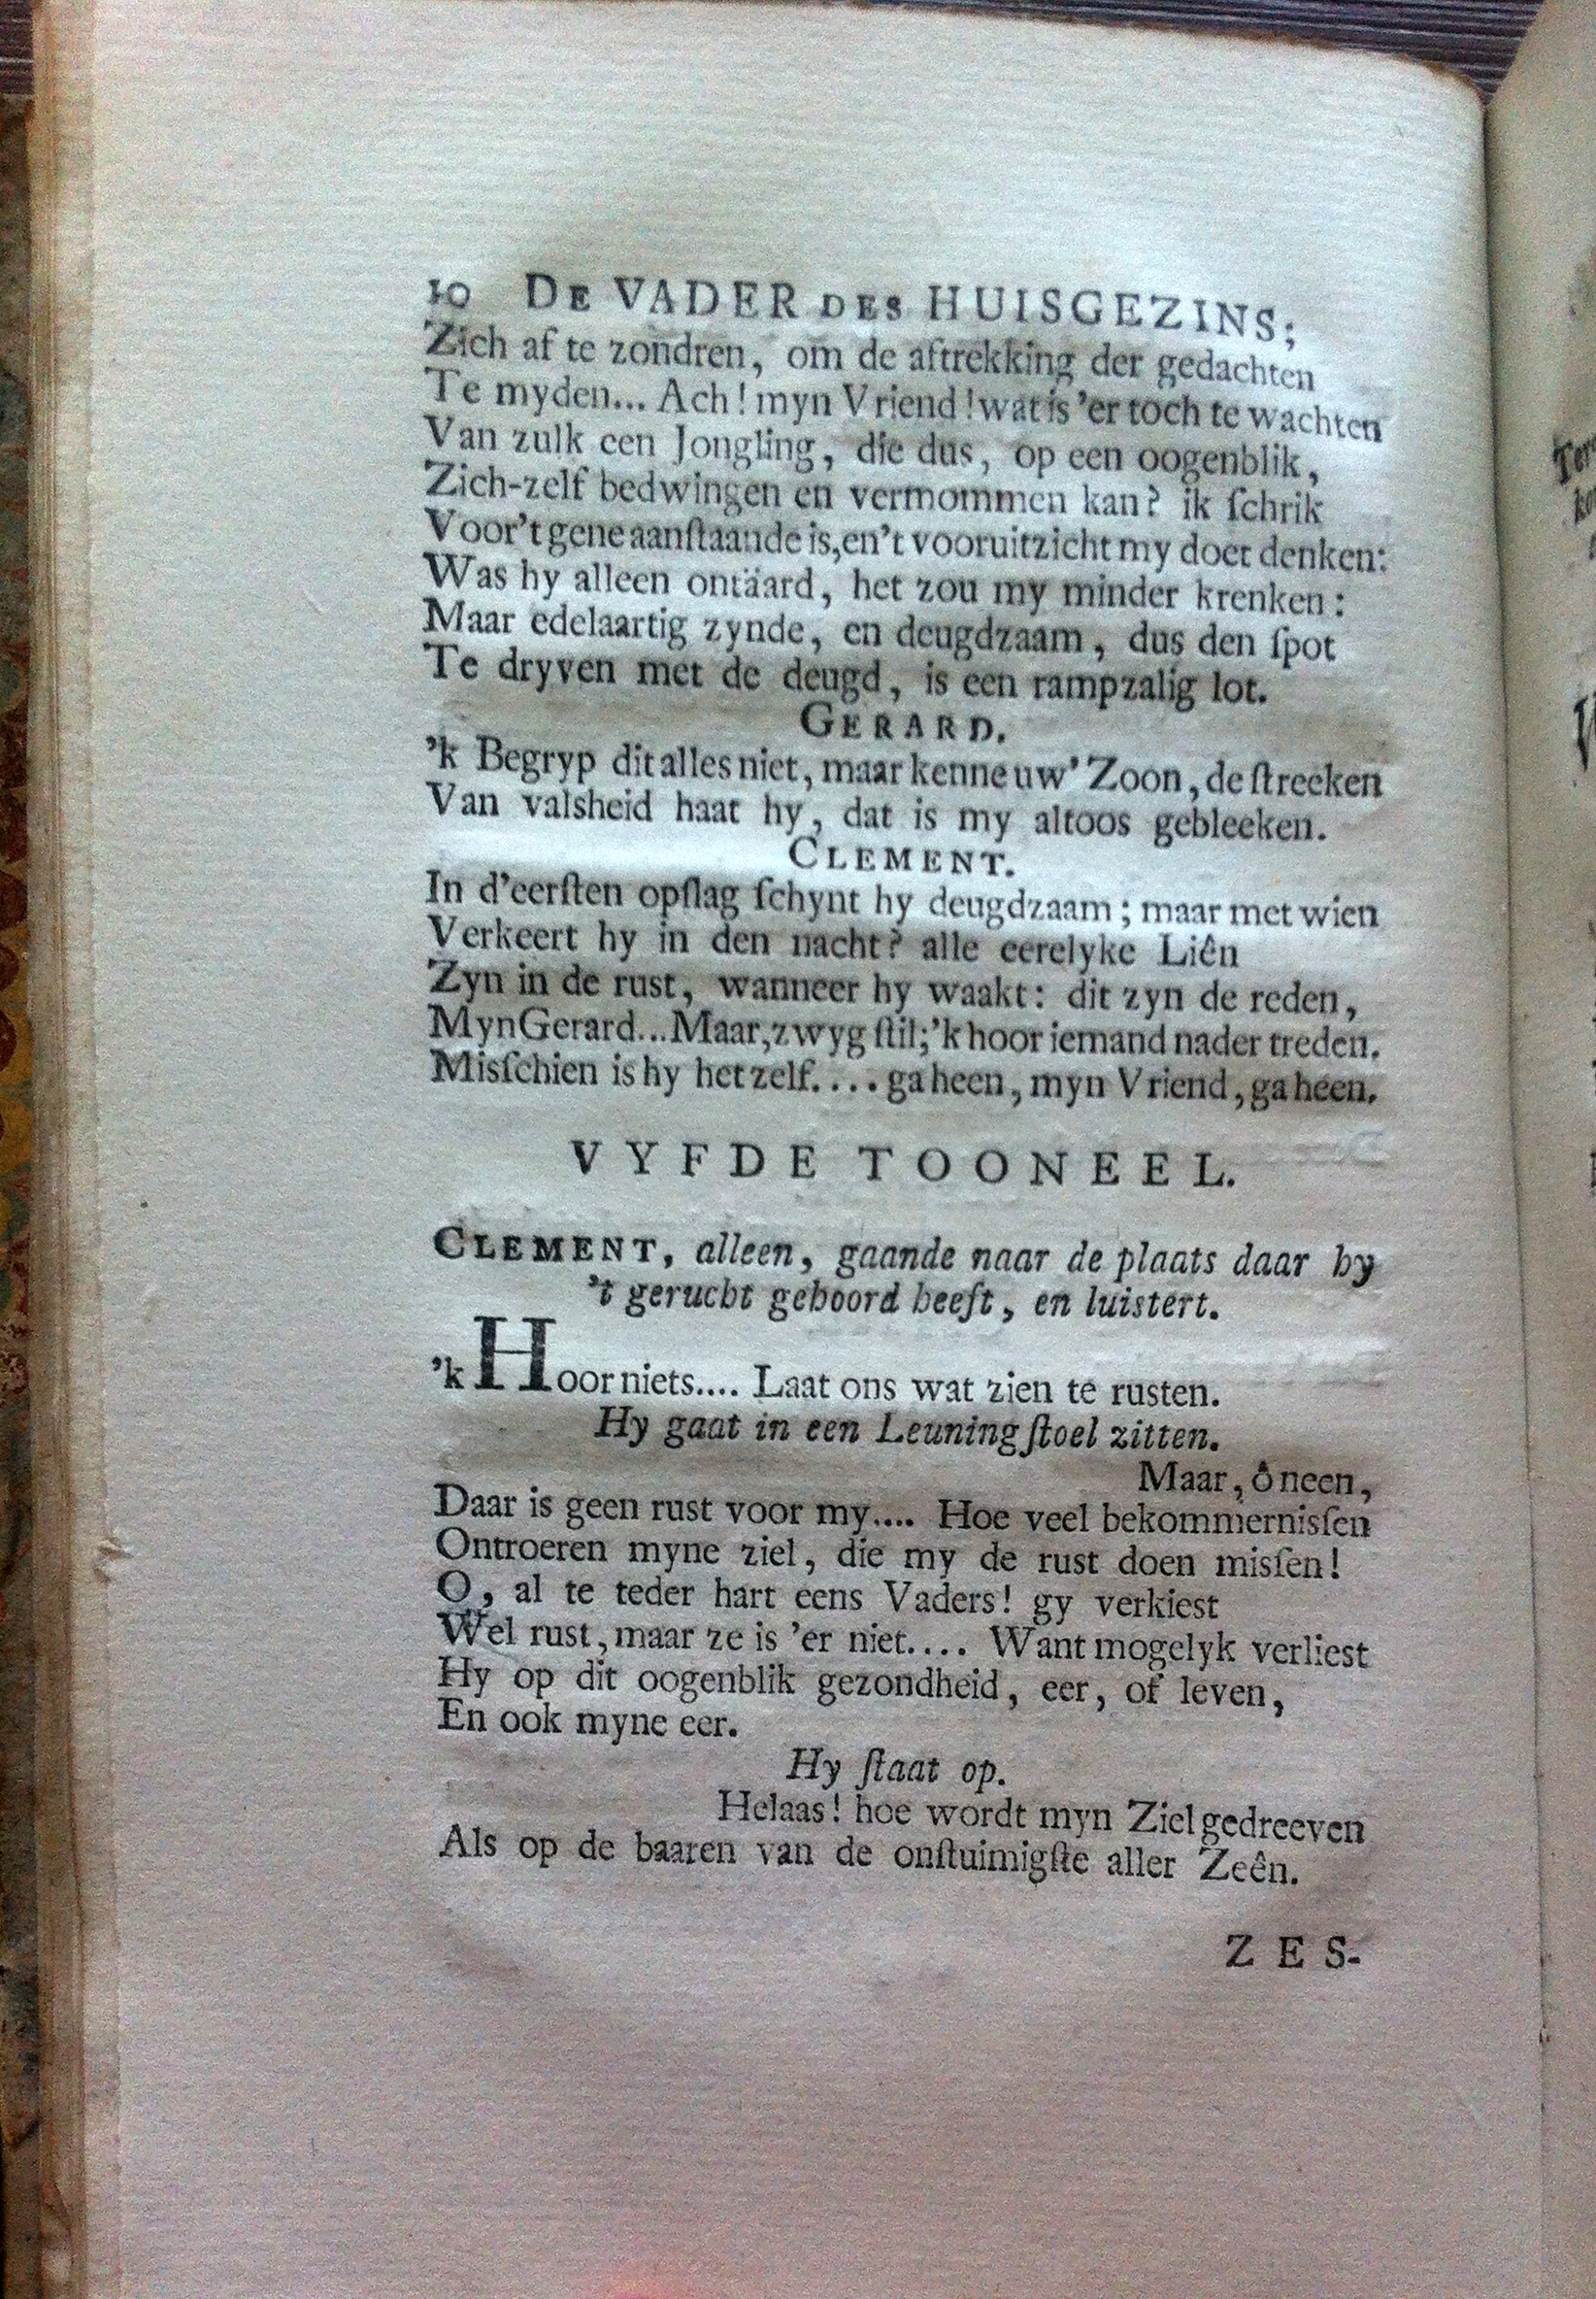 10 DE VADER DES HUISGEZINS;
Zich af te zondren, om de aftrekking der gedachten
Te myden... Ach! myn Vriend! wat is 'er toch te wachten
Van zulk een Jongling, die dus, op een oogenblik,
Zich-zelf bedwingen en vermommen kan? ik ſchrik
Voor 't gene aanſtaande is, en 't vooruitzicht my doet denken:
Was hy alleen ontäard, het zou my minder krenken:
Maar edelaartig zynde, en deugdzaam, dus den ſpot
Te dryven met de deugd, is een rampzalig lot.
GERARD.
'k Begryp dit alles niet, maar kenne uw' Zoon, de ſtreeken
Van valsheid haat hy, dat is my altoos gebleeken.
CLEMENT.
In d'eerſten opſlag ſchynt hy deugdzaam; maar met wien
Verkeert hy in den nacht? alle eerelyke Liên
Zyn in de rust, wanneer hy waakt: dit zyn de reden,
Myn Gerard... Maar, zwyg ſtil; 'k hoor iemand nader treden.
Misſchien is hy het zelf.... ga heen, myn Vriend, ga heen.
VYFDE TOONEEL.
CLEMENT, alleen, gaande naar de plaats daar hy
't gerucht gehoord heeft, en luistert.
'k Hoor niets.... Laat ons wat zien te rusten.
Hy gaat in een Leuningſtoel zitten.
Maar, ô neen,
Daar is geen rust voor my.... Hoe veel bekommernisſen
Ontroeren myne ziel, die my de rust doen misſen!
O, al te teder hart eens Vaders! gy verkiest
Wel rust, maar ze is 'er niet.... Want mogelyk verliest
Hy op dit oogenblik gezondheid, eer, of leven,
En ook myne eer.
Hy ſtaat op.
Helaas! hoe wordt myn Ziel gedreeven
Als op de baaren van de onſtuimigſte aller Zeên.
ZES-